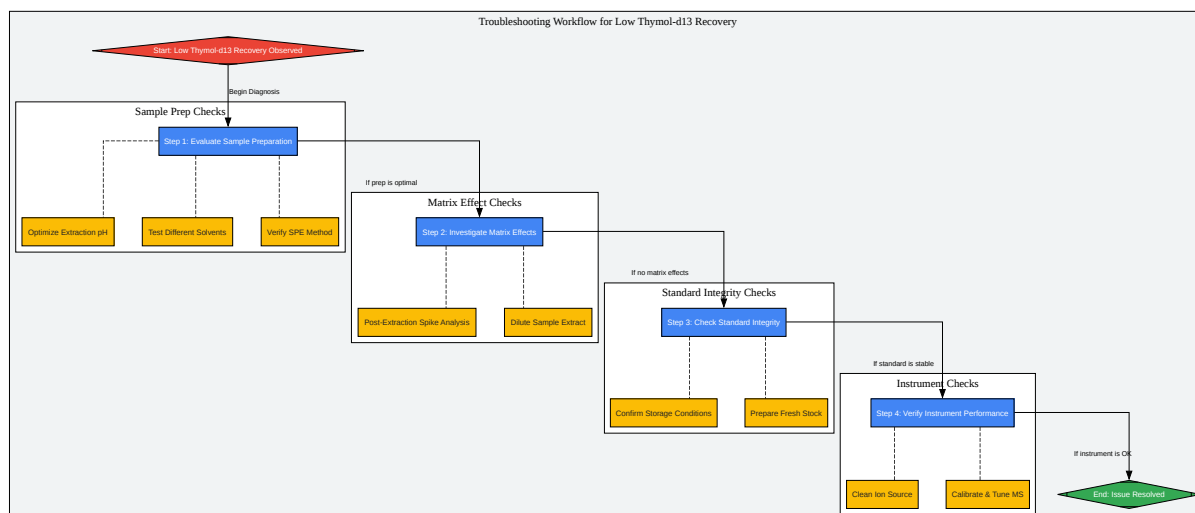 Troubleshooting Workflow for Low Thymol-d13 Recovery
Start: Low Thymol-d13 Recovery Observed
Begin Diagnosis
Sample Prep Checks
Step 1: Evaluate Sample Preparation
Optimize Extraction pH
Test Different Solvents
Verify SPE Method
If prep is optimal
Matrix Effect Checks
Step 2: Investigate Matrix Effects
Post-Extraction Spike Analysis
Dilute Sample Extract
If no matrix effects
Standard Integrity Checks
Step 3: Check Standard Integrity
Confirm Storage Conditions
Prepare Fresh Stock
If standard is stable
Instrument Checks
Step 4: Verify Instrument Performance
Clean Ion Source
Calibrate & Tune MS
If instrument is OK
End: Issue Resolved